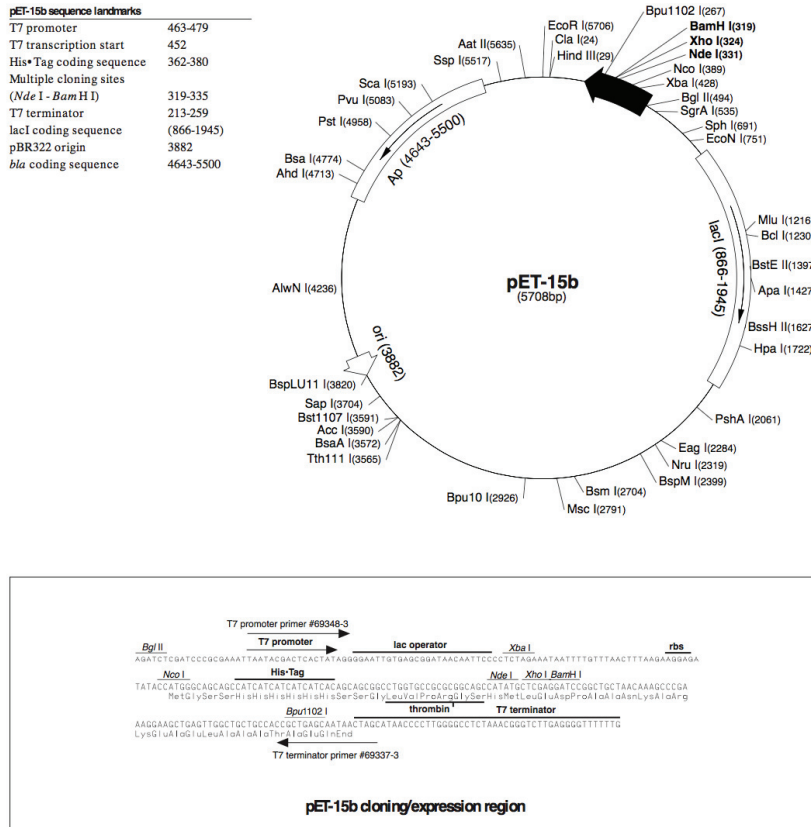 pET-15b sequence landmarks
T7 promoter 463-479
T7 transcription start 452
His•Tag coding sequence 362-380
Multiple cloning sites
(Nde I - BamH I) 319-335
T7 terminator 213-259
lacI coding sequence (866-1945)
pBR322 origin 3882
bla coding sequence 4643-5500
Bpu1102 I(267)
EcoR I(5706)
BamH I(319)
Aat II(5635)
Cla I(24)
Xho I(324)
Ssp I(5517)
Hind III(29)
Nde I(331)
Nco I(389)
Sca I(5193)
Xba I(428)
Pvu I(5083)
Bgl II(494)
Pst I(4958)
SgrA I(535)
Sph I(691)
EcoN I(751)
Bsa I(4774)
Ahd I(4713)
Ap (4643-5500)
Mlu I(1216
Bcl I(1230
lacI (866-1945)
BstE II(1397
AlwN I(4236)
pET-15b
(5708bp)
Apa I(1427
BssH II(1627
ori (3882)
Hpa I(1722)
BspLU11 I(3820)
Sap I(3704)
Bst1107 I(3591)
Acc I(3590)
BsaA I(3572)
Tth111 I(3565)
PshA I(2061)
Eag I(2284)
Nru I(2319)
BspM I(2399)
Bsm I(2704)
Bpu10 I(2926)
Msc I(2791)
T7 promoter primer #69348-3
Bgl II T7 promoter lac operator Xba I rbs
AGATCTCGATCCCGCGAAATTAATACGACTCACTATAGGGGAATTGTGAGCGGATAACAATTCCCCTCTAGAAATAATTTTGTTTAACTTTAAGAAGGAGA
Nco I His•Tag Nde I Xho I BamH I
TATACCATGGGCAGCAGCCATCATCATCATCATCACAGCAGCGGCCTGGTGCCGCGCGGCAGCCATATGCTCGAGGATCCGGCTGCTAACAAAGCCCGA
MetGlySerSerHisHisHisHisHisHisSerSerGlyLeuValProArgGlySerHisMetLeuGluAspProAlaAlaAsnLysAlaArg
Bpu1102 I thrombin T7 terminator
AAGGAAGCTGAGTTGGCTGCTGCCACCGCTGAGCAATAACTAGCATAACCCCTTGGGGCCTCTAAACGGGTCTTGAGGGGTTTTTTG
LysGluAlaGluLeuAlaAlaAlaThrAlaGluGlnEnd
T7 terminator primer #69337-3
pET-15b cloning/expression region